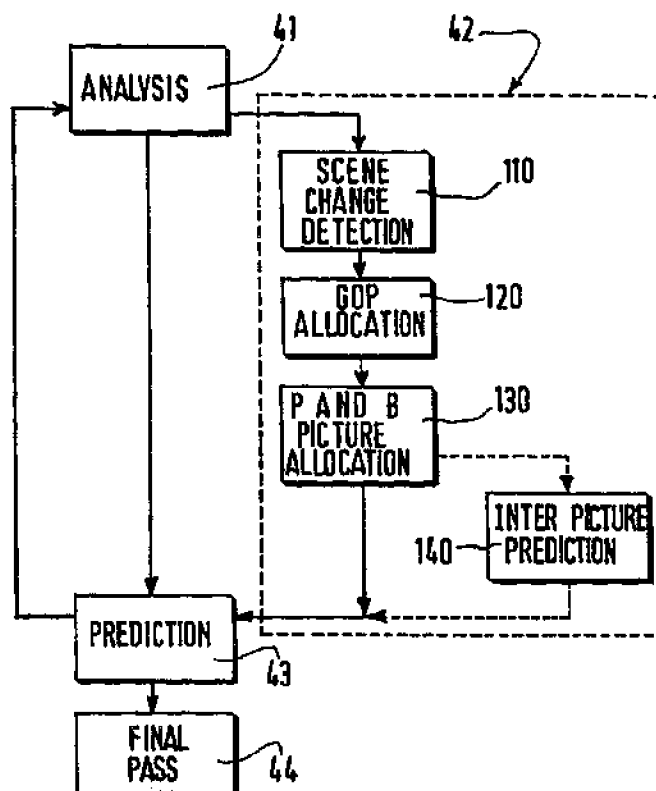 41
42
ANALYSIS
SCENE
CHANGE
DETECTION
110
GOP
ALLOCATION
120
P AND B
PICTURE
ALLOCATION
130
INTER PICTURE
PREDICTION
140
PREDICTION
43
FINAL
PASS
44